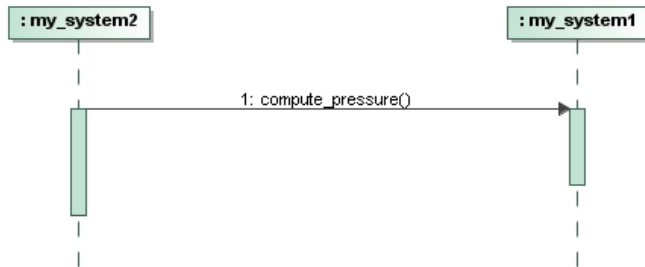 : my_system2
: my_system1
1: compute_pressure()